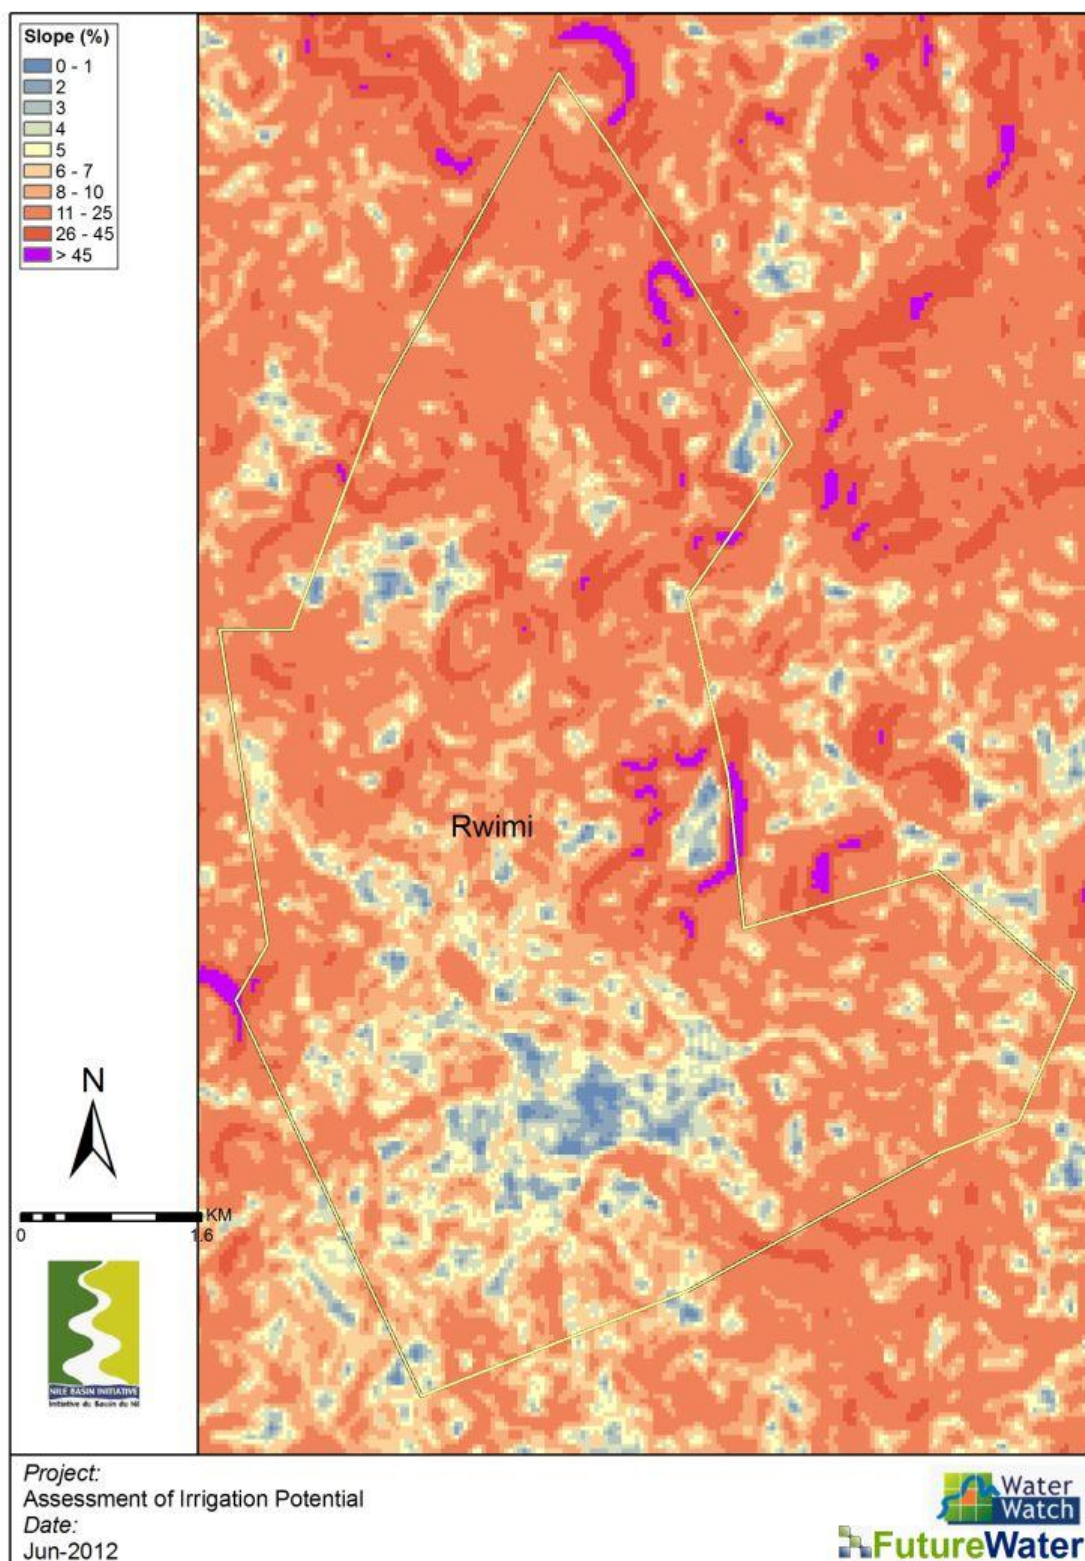 Slope (%)
0 - 1
2
3
4
5
6 - 7
8 - 10
11 - 25
26 - 45
> 45
Rwimi
N
KM
0 1.6
NILE BASIN INITIATIVE
Initiative du Bassin du Nil
Project:
Assessment of Irrigation Potential
Date:
Jun-2012
Water
Watch
FutureWater